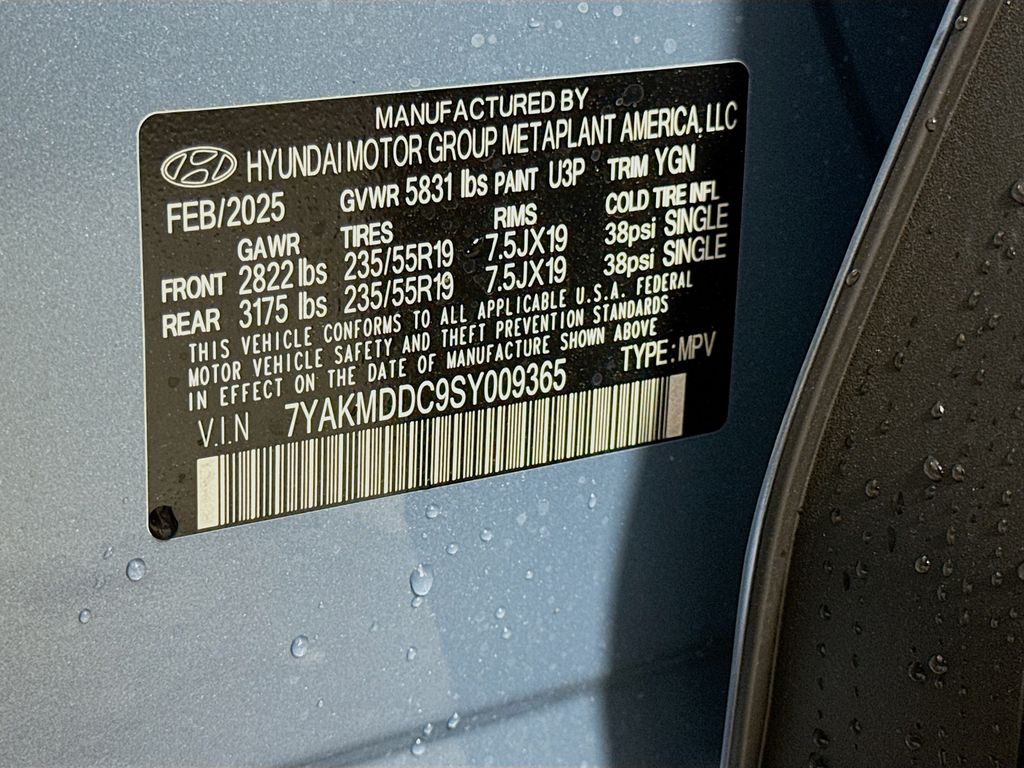 MANUFACTURED BY
HYUNDAI MOTOR GROUP METAPLANT AMERICA, LLC
FEB/2025 GVWR 5831 lbs PAINT U3P TRIM YGN
GAWR TIRES RIMS COLD TIRE INFL
FRONT 2822 lbs 235/55R19 7.5JX19 38psi SINGLE
REAR 3175 lbs 235/55R19 7.5JX19 38psi SINGLE
THIS VEHICLE CONFORMS TO ALL APPLICABLE U.S.A. FEDERAL
MOTOR VEHICLE SAFETY AND THEFT PREVENTION STANDARDS
IN EFFECT ON THE DATE OF MANUFACTURE SHOWN ABOVE
V.I.N 7YAKMDDC9SY009365 TYPE:MPV